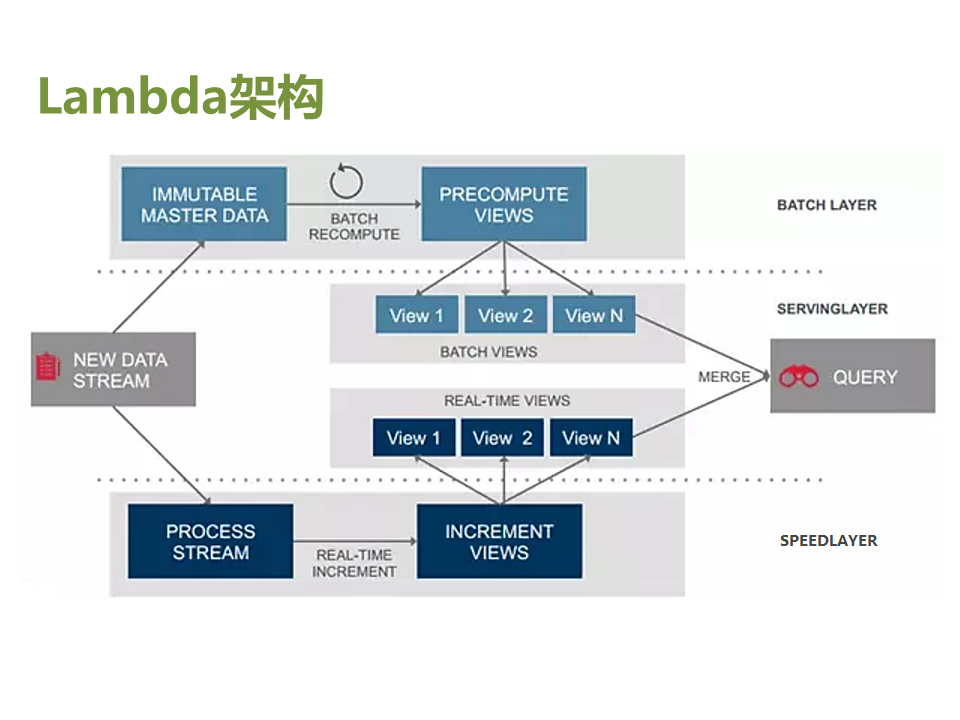 Lambda架构
IMMUTABLE
MASTER DATA
BATCH
RECOMPUTE
PRECOMPUTE
VIEWS
BATCH LAYER
View 1
View 2
View N
BATCH VIEWS
SERVINGLAYER
NEW DATA
STREAM
MERGE
QUERY
REAL-TIME VIEWS
View 1
View 2
View N
PROCESS
STREAM
REAL-TIME
INCREMENT
INCREMENT
VIEWS
SPEEDLAYER